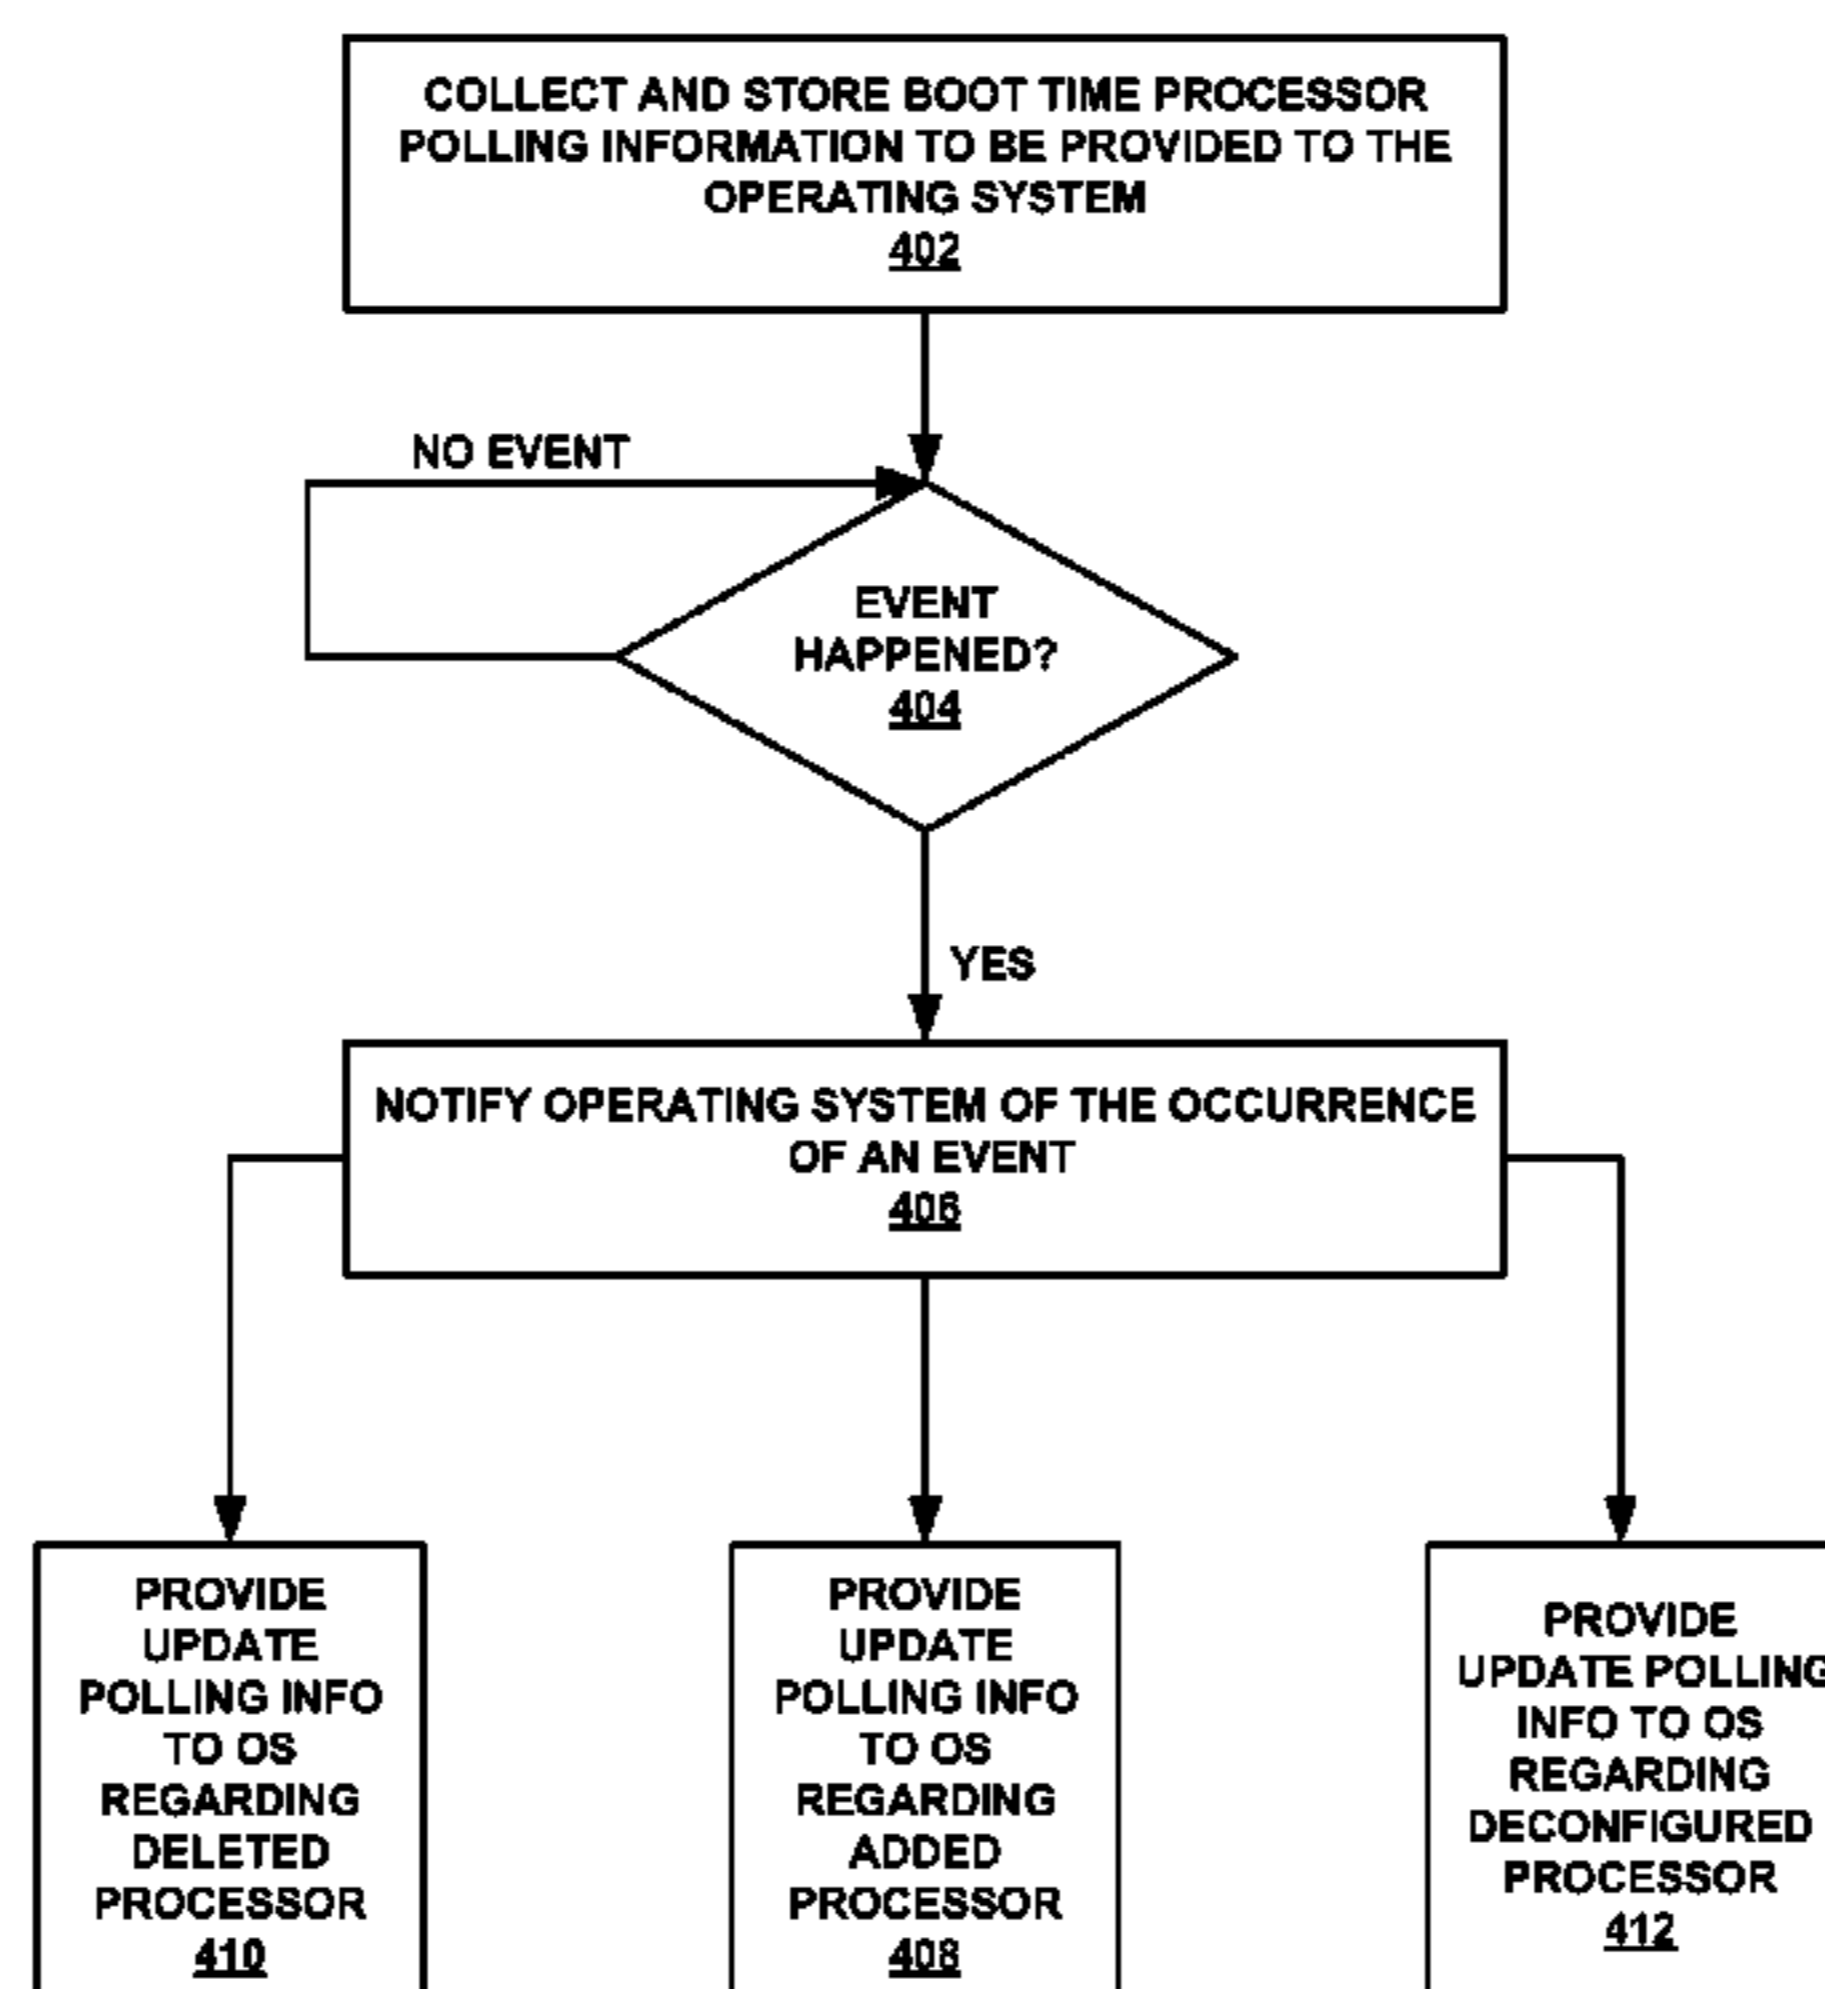 COLLECT AND STORE BOOT TIME PROCESSOR
POLLING INFORMATION TO BE PROVIDED TO THE
OPERATING SYSTEM
402
NO EVENT
EVENT
HAPPENED?
404
YES
NOTIFY OPERATING SYSTEM OF THE OCCURRENCE
OF AN EVENT
406
PROVIDE
UPDATE
POLLING INFO
TO OS
REGARDING
DELETED
PROCESSOR
410
PROVIDE
UPDATE
POLLING INFO
TO OS
REGARDING
ADDED
PROCESSOR
408
PROVIDE
UPDATE POLLING
INFO TO OS
REGARDING
DECONFIGURED
PROCESSOR
412